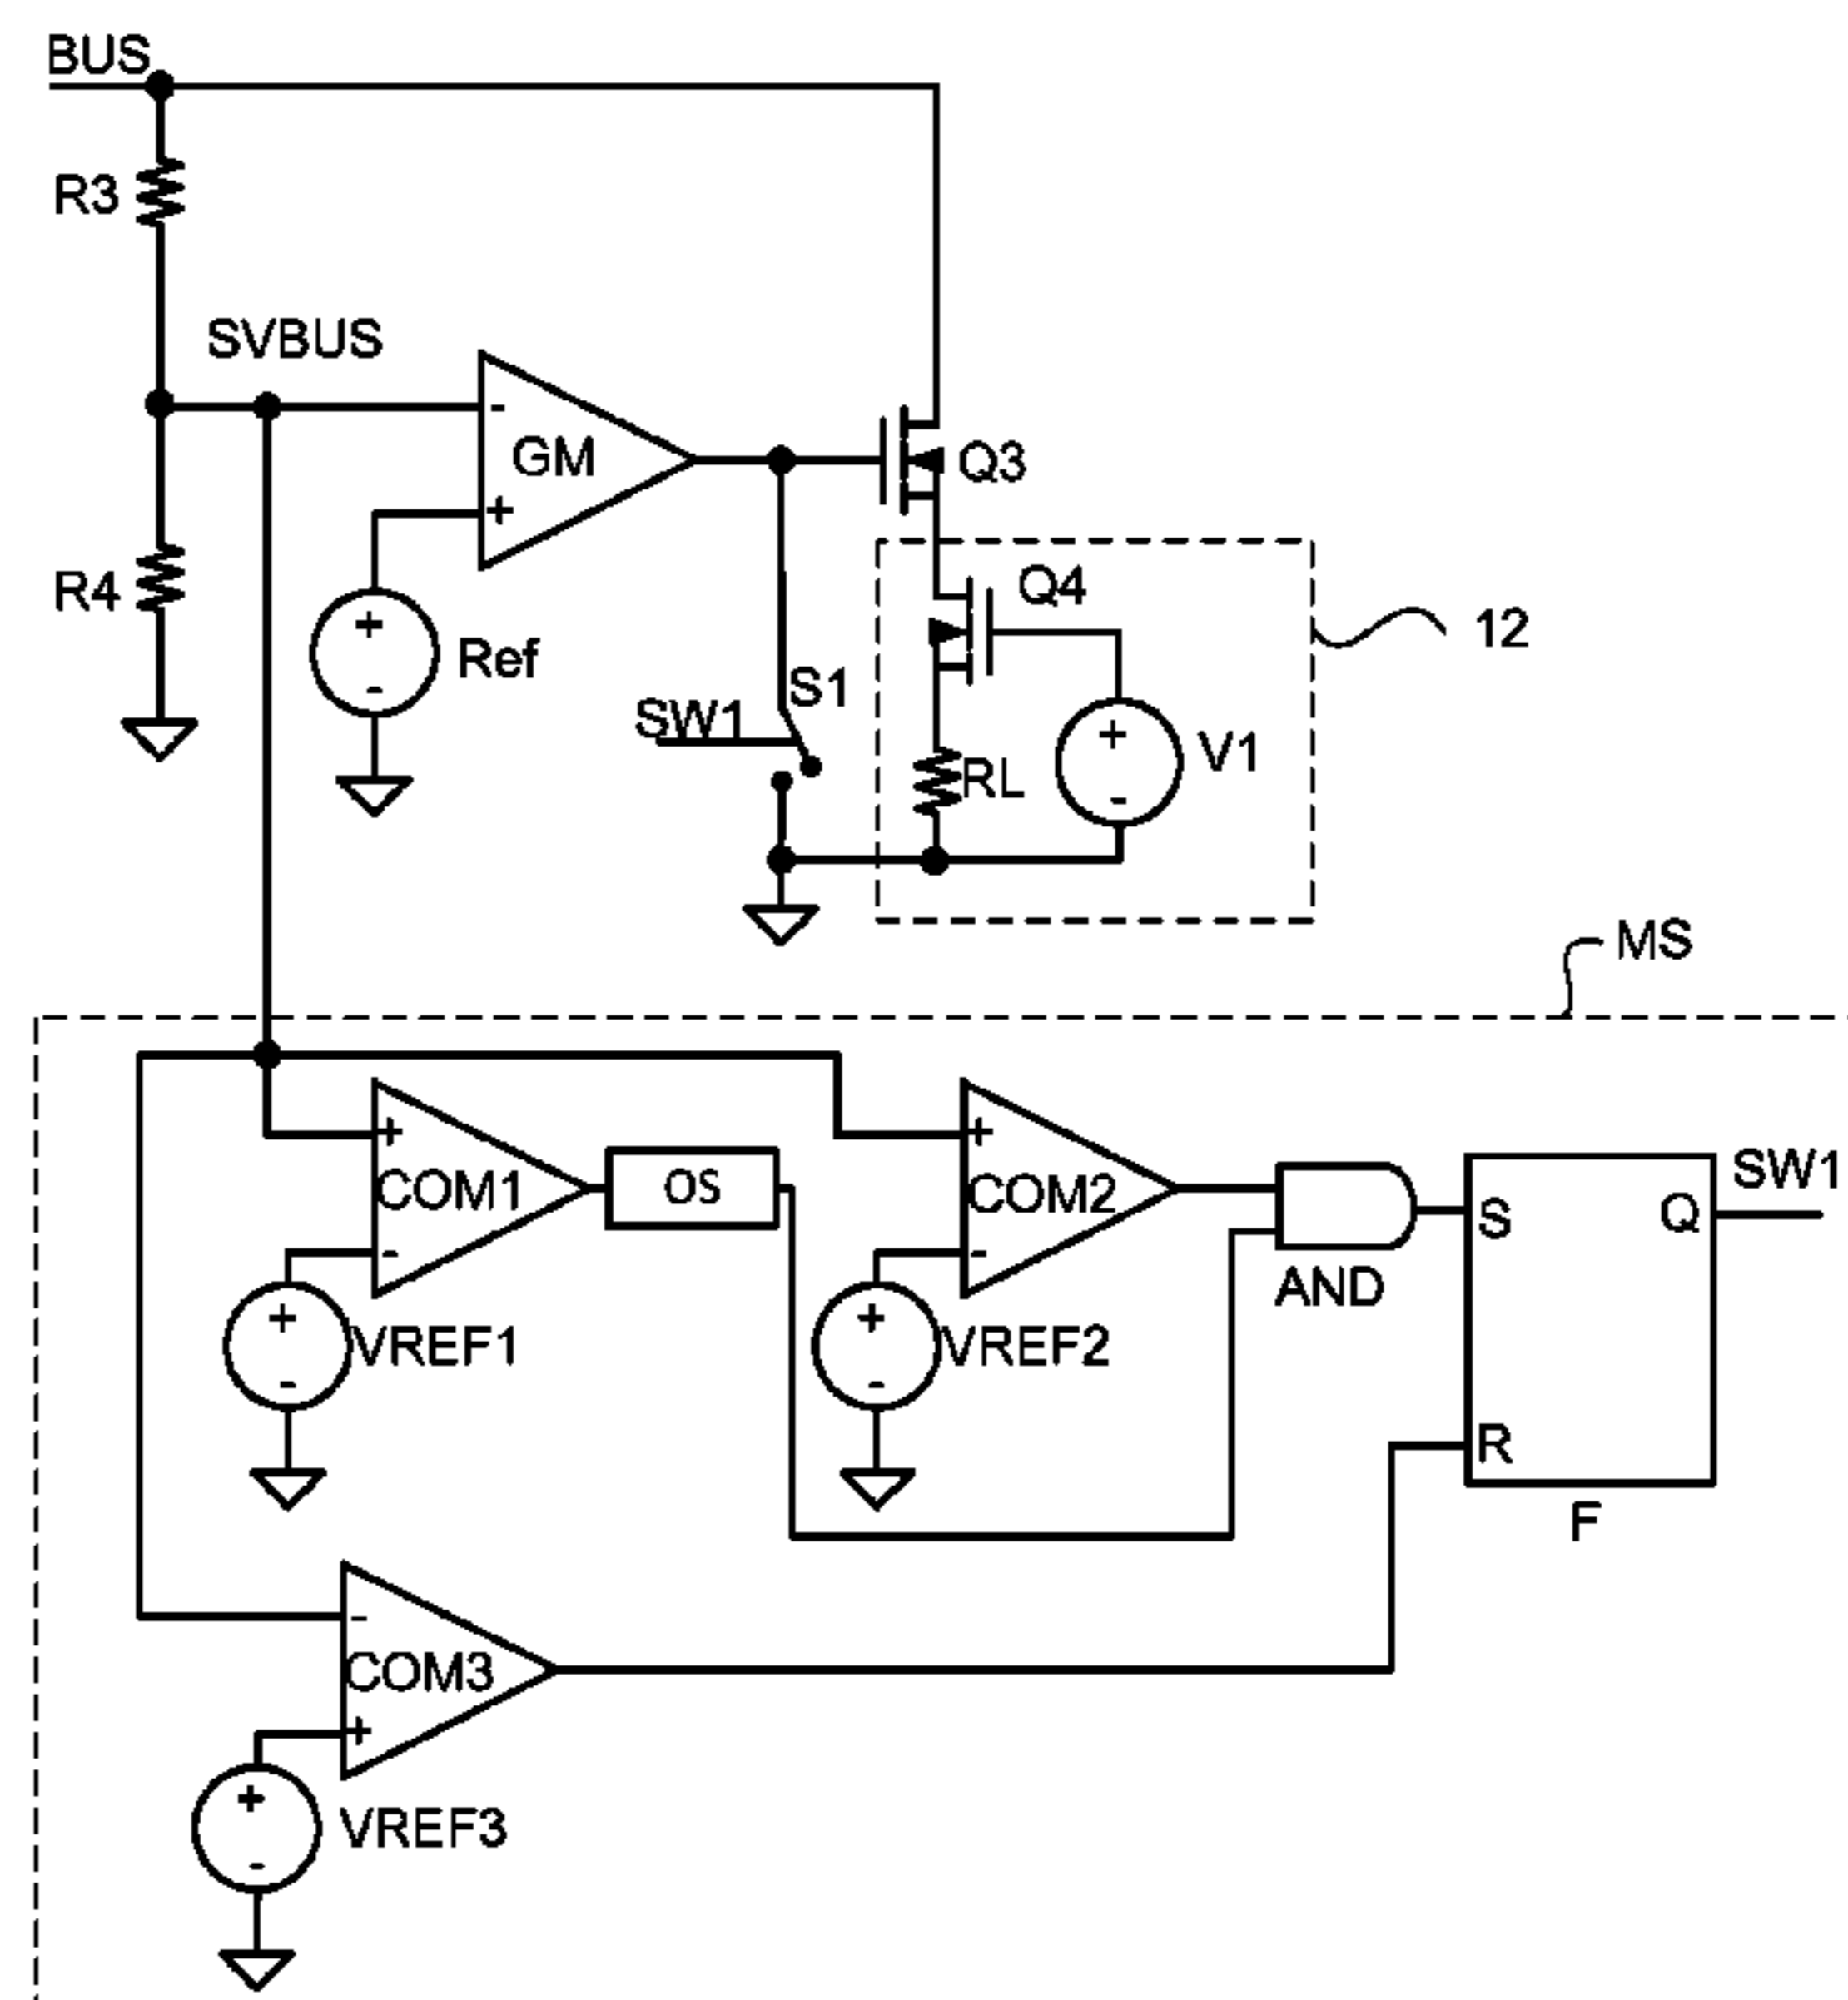 BUS
R3
SVBUS
-
GM
+
Q3
R4
+
Ref
-
Q4
12
S1
SW1
+
V1
-
RL
MS
+
COM1
-
OS
+
COM2
-
AND
S
Q
SW1
R
F
+
VREF1
-
+
VREF2
-
-
COM3
+
+
VREF3
-